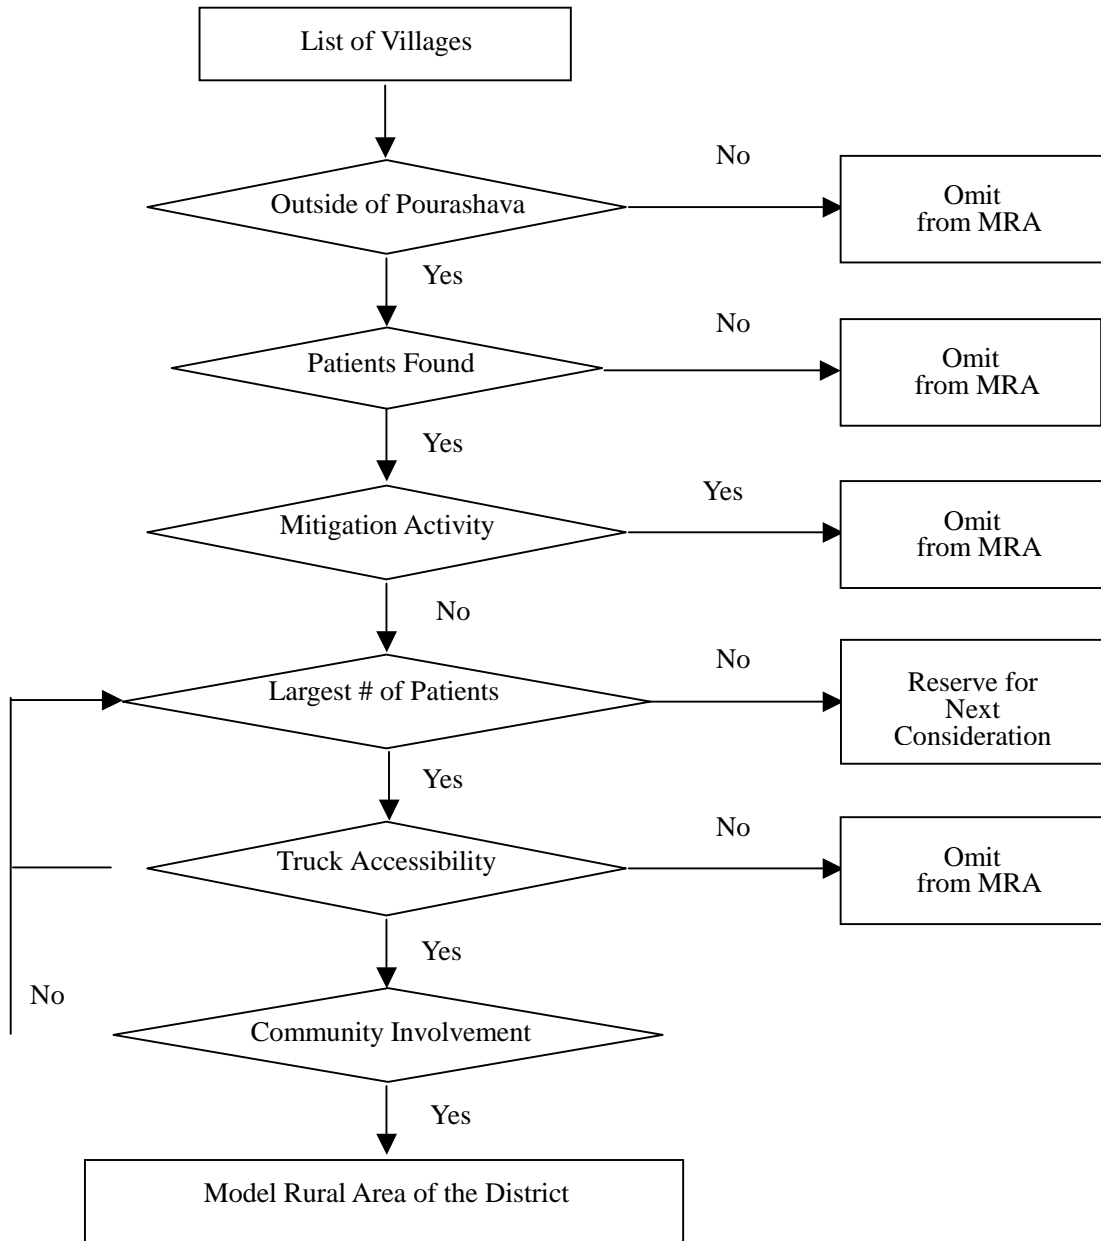 List of Villages
No
Outside of Pourashava
Omit
from MRA
Yes
No
Patients Found
Omit
from MRA
Yes
Yes
Mitigation Activity
Omit
from MRA
No
No
Largest # of Patients
Reserve for
Next
Consideration
Yes
No
Truck Accessibility
Omit
from MRA
Yes
No
Community Involvement
Yes
Model Rural Area of the District